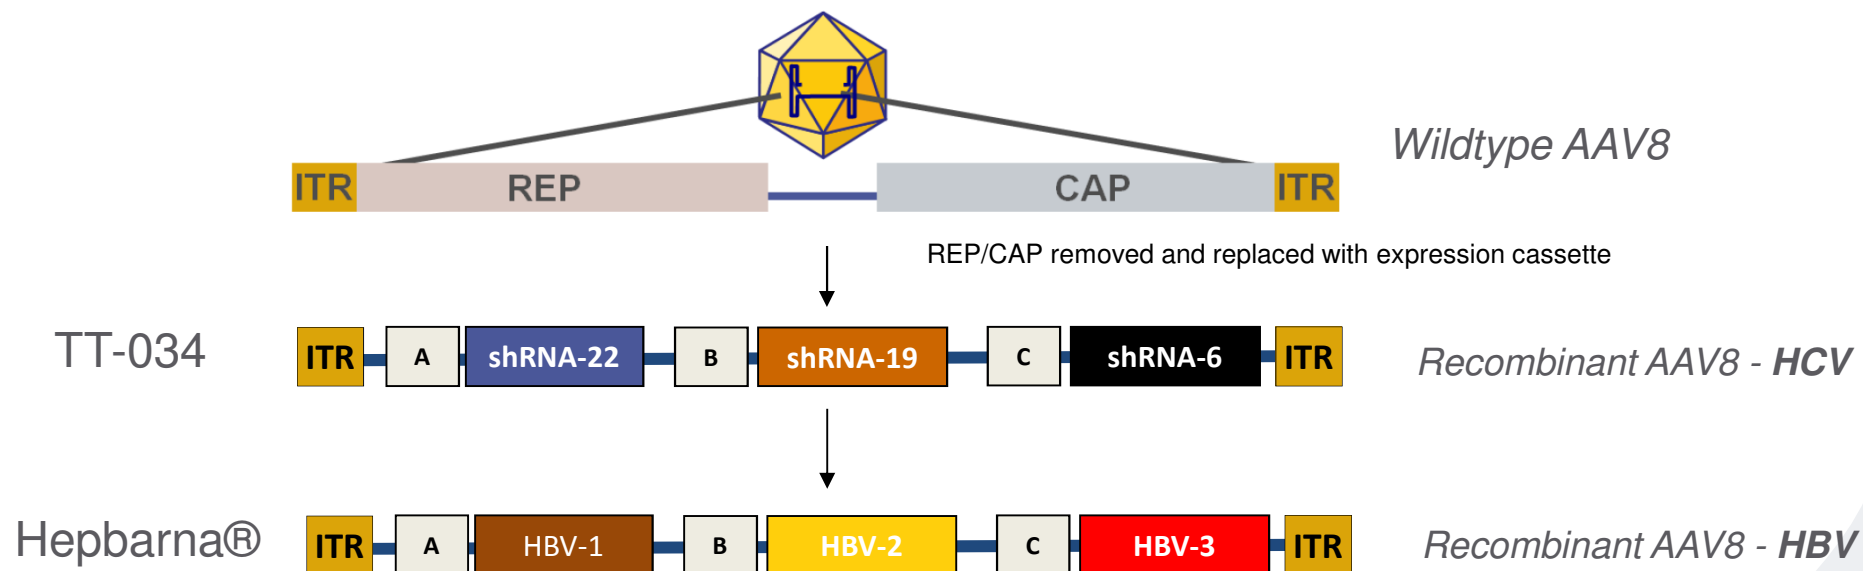 Wildtype AAV8
ITR REP CAP ITR
REP/CAP removed and replaced with expression cassette
TT-034 ITR A shRNA-22 B shRNA-19 C shRNA-6 ITR Recombinant AAV8 - HCV
Hepbarna® ITR A HBV-1 B HBV-2 C HBV-3 ITR Recombinant AAV8 - HBV